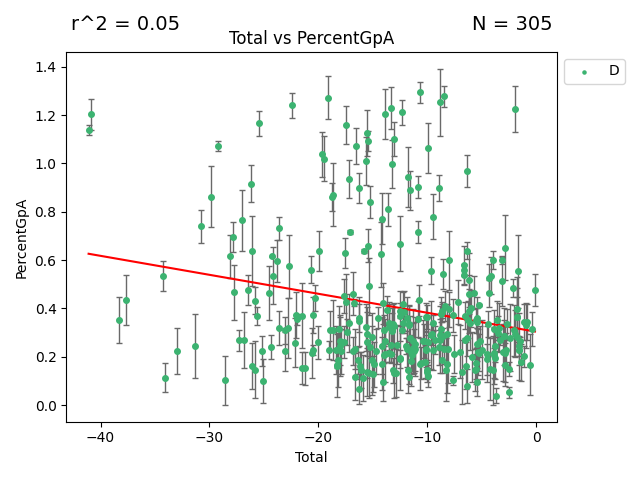 r^2 = 0.05
N = 305
Total vs PercentGpA
D
PercentGpA
1.4
1.2
1.0
0.8
0.6
0.4
0.2
0.0
−40
−30
−20
−10
0
Total